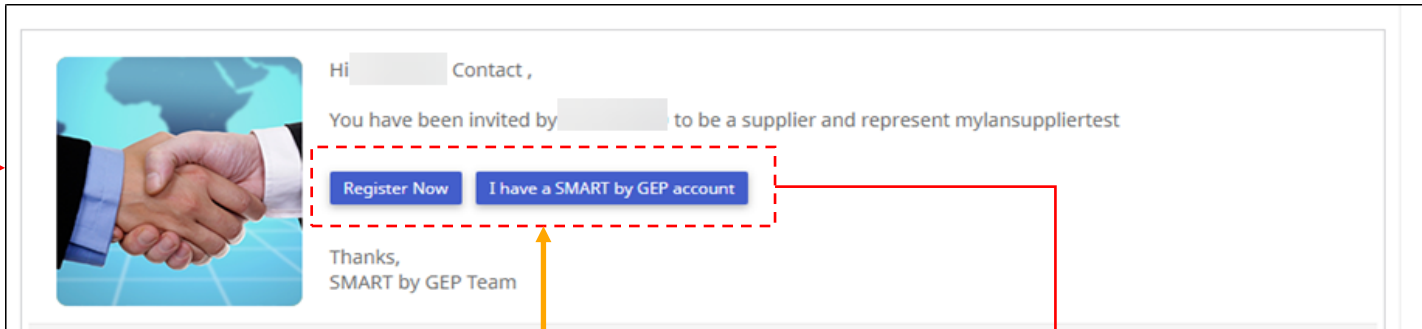 Hi Contact ,
You have been invited by to be a supplier and represent mylansuppliertest
Register Now I have a SMART by GEP account
Thanks,
SMART by GEP Team